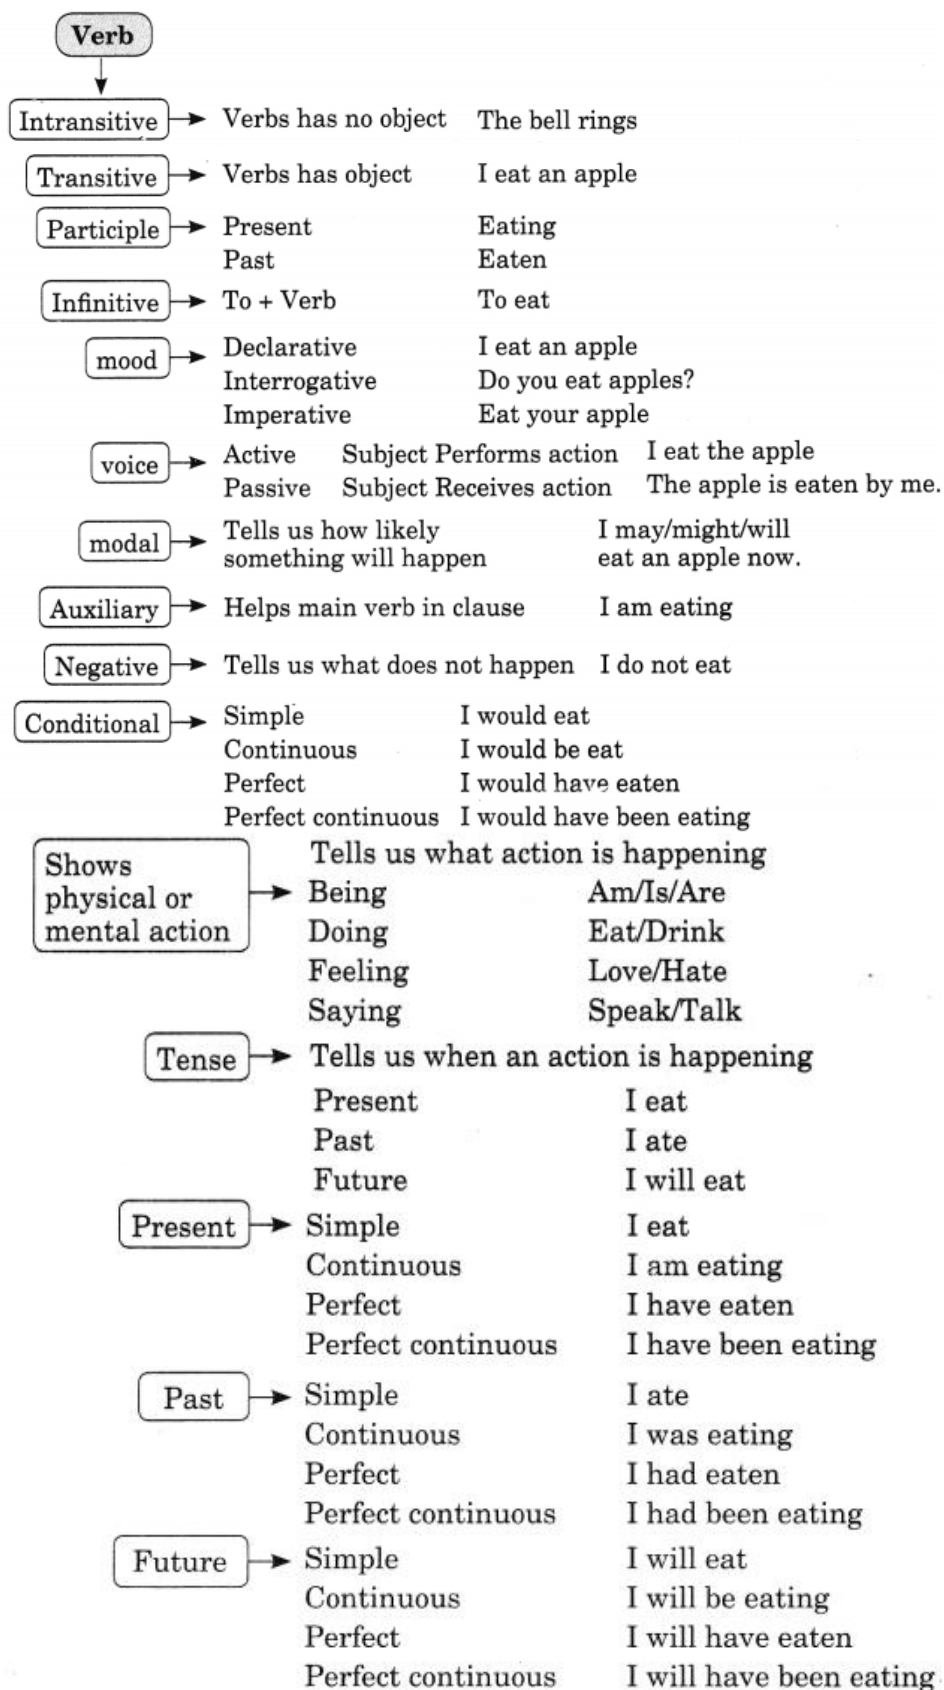 Verb
Intransitive Verbs has no object The bell rings
Transitive Verbs has object I eat an apple
Participle Present Eating
Past Eaten
Infinitive To + Verb To eat
mood Declarative I eat an apple
Interrogative Do you eat apples?
Imperative Eat your apple
voice Active Subject Performs action I eat the apple
Passive Subject Receives action The apple is eaten by me.
modal Tells us how likely I may/might/will
something will happen eat an apple now.
Auxiliary Helps main verb in clause I am eating
Negative Tells us what does not happen I do not eat
Conditional Simple I would eat
Continuous I would be eat
Perfect I would have eaten
Perfect continuous I would have been eating
Tells us what action is happening
Shows
physical or
mental action
Being Am/Is/Are
Doing Eat/Drink
Feeling Love/Hate
Saying Speak/Talk
Tense Tells us when an action is happening
Present I eat
Past I ate
Future I will eat
Present Simple I eat
Continuous I am eating
Perfect I have eaten
Perfect continuous I have been eating
Past Simple I ate
Continuous I was eating
Perfect I had eaten
Perfect continuous I had been eating
Future Simple I will eat
Continuous I will be eating
Perfect I will have eaten
Perfect continuous I will have been eating.